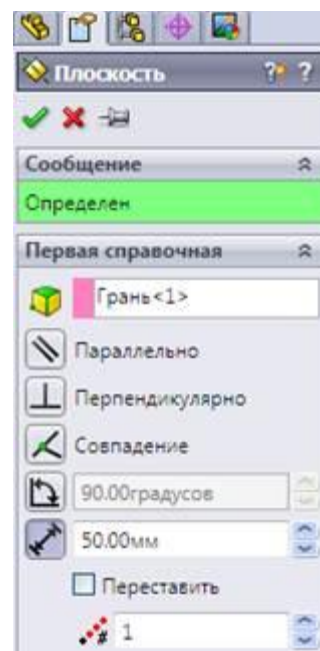 Плоскость ? ?
Сообщение
Определен
Первая справочная
Грань<1>
Параллельно
Перпендикулярно
Совпадение
90.00градусов
50.00мм
Переставить
# 1